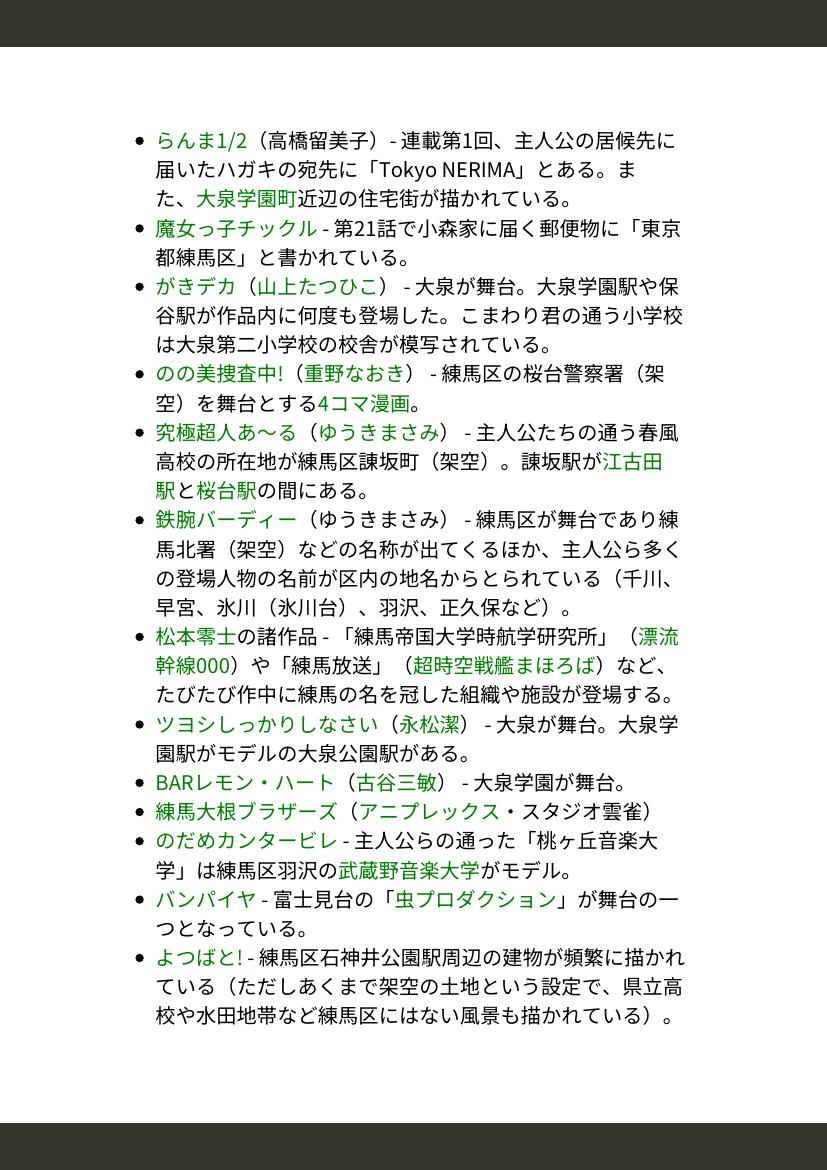 • らんま1/2（高橋留美子）- 連載第1回、主人公の居候先に
届いたハガキの宛先に「Tokyo NERIMA」とある。ま
た、大泉学園町近辺の住宅街が描かれている。
• 魔女っ子チックル - 第21話で小森家に届く郵便物に「東京
都練馬区」と書かれている。
• がきデカ（山上たつひこ） - 大泉が舞台。大泉学園駅や保
谷駅が作品内に何度も登場した。こまわり君の通う小学校
は大泉第二小学校の校舎が模写されている。
• のの美捜査中!（重野なおき） - 練馬区の桜台警察署（架
空）を舞台とする4コマ漫画。
• 究極超人あ〜る（ゆうきまさみ） - 主人公たちの通う春風
高校の所在地が練馬区諌坂町（架空）。諌坂駅が江古田
駅と桜台駅の間にある。
• 鉄腕バーディー（ゆうきまさみ） - 練馬区が舞台であり練
馬北署（架空）などの名称が出てくるほか、主人公ら多く
の登場人物の名前が区内の地名からとられている（千川、
早宮、氷川（氷川台）、羽沢、正久保など）。
• 松本零士の諸作品 - 「練馬帝国大学時航学研究所」（漂流
幹線000）や「練馬放送」（超時空戦艦まほろば）など、
たびたび作中に練馬の名を冠した組織や施設が登場する。
• ツヨシしっかりしなさい（永松潔） - 大泉が舞台。大泉学
園駅がモデルの大泉公園駅がある。
• BARレモン・ハート（古谷三敏） - 大泉学園が舞台。
• 練馬大根ブラザーズ（アニプレックス・スタジオ雲雀）
• のだめカンタービレ - 主人公らの通った「桃ヶ丘音楽大
学」は練馬区羽沢の武蔵野音楽大学がモデル。
• バンパイヤ - 富士見台の「虫プロダクション」が舞台の一
つとなっている。
• よつばと! - 練馬区石神井公園駅周辺の建物が頻繁に描かれ
ている（ただしあくまで架空の土地という設定で、県立高
校や水田地帯など練馬区にはない風景も描かれている）。